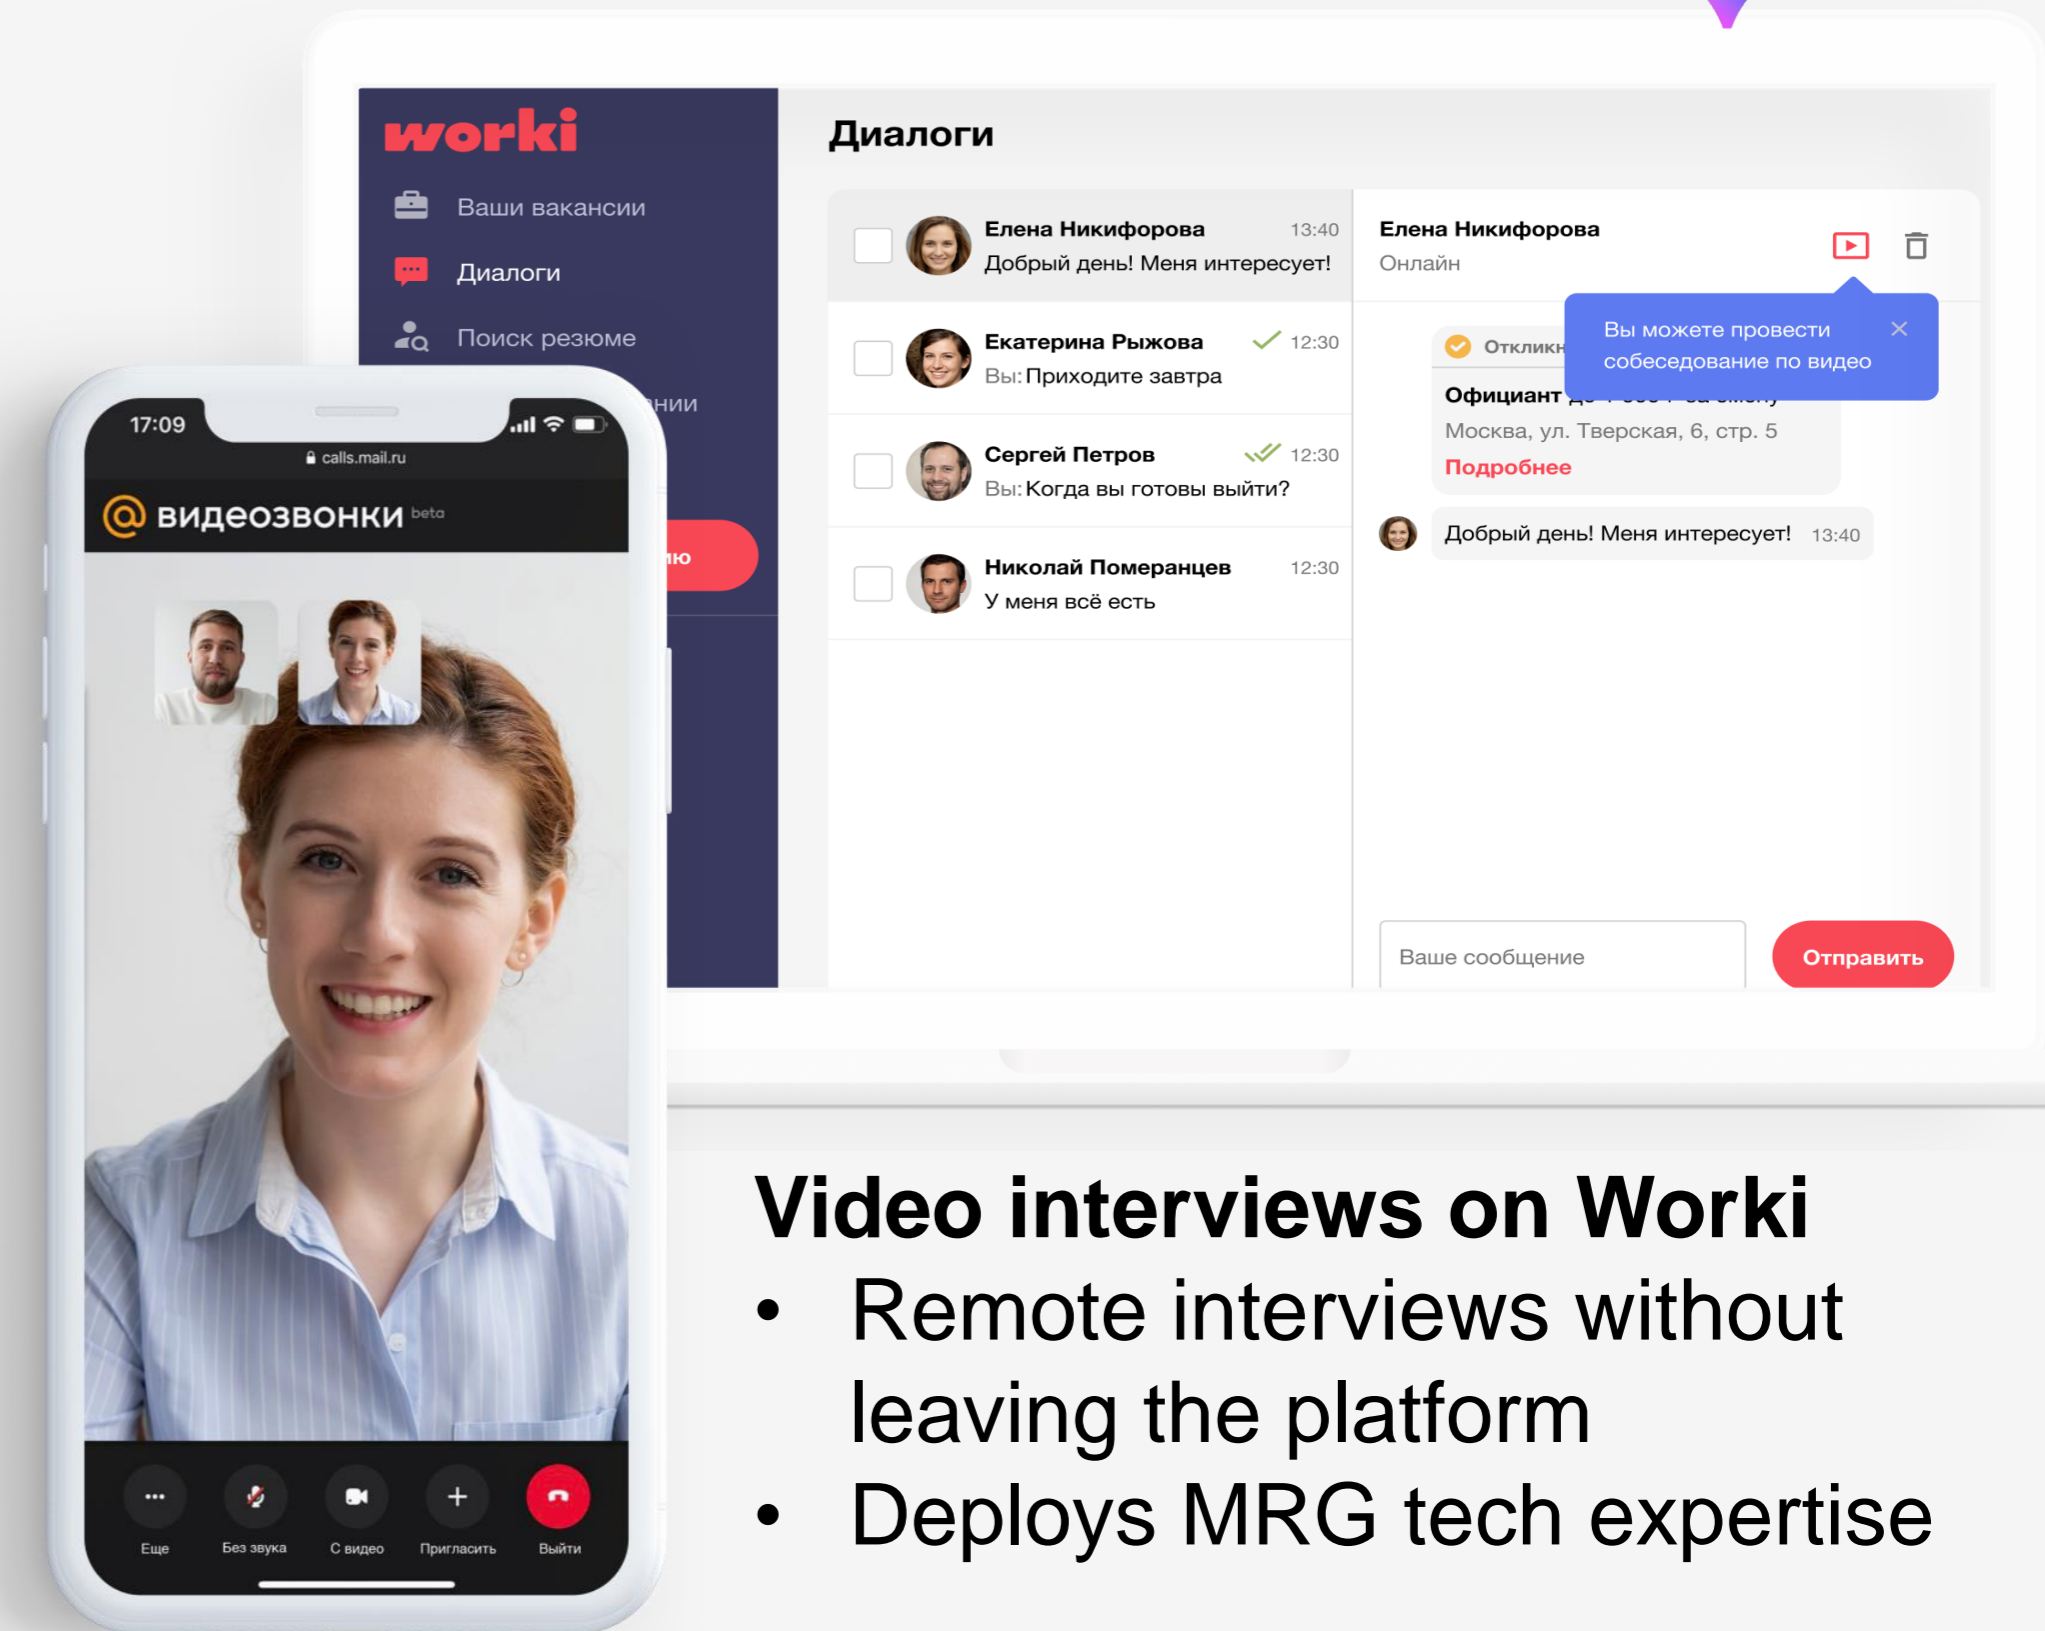 worki
Ваши вакансии
Диалоги
Поиск резюме
Диалоги
Елена Никифорова 13:40
Добрый день! Меня интересует!
Екатерина Рыжова 12:30
Вы: Приходите завтра
Сергей Петров 12:30
Вы: Когда вы готовы выйти?
Николай Померанцев 12:30
У меня всё есть
Елена Никифорова
Онлайн
Вы можете провести
собеседование по видео
Официант
Москва, ул. Тверская, 6, стр. 5
Подробнее
Добрый день! Меня интересует! 13:40
Ваше сообщение
Отправить
17:09
calls.mail.ru
@ видеозвонки beta
Еще
Без звука
С видео
Пригласить
Выйти
Video interviews on Worki
• Remote interviews without
leaving the platform
• Deploys MRG tech expertise